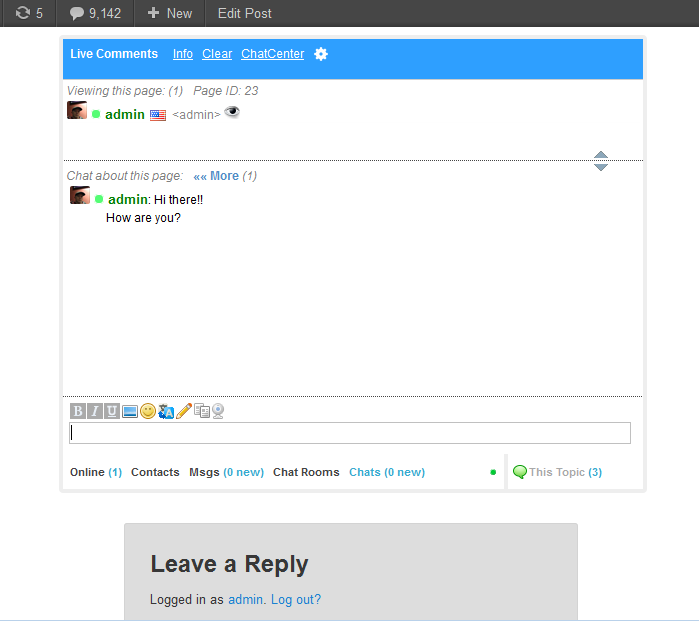 5 9,142 New Edit Post
Live Comments Info Clear ChatCenter
Viewing this page: (1) Page ID: 23
admin <admin>
Chat about this page: «« More (1)
admin: Hi there!!
How are you?
B I U
Online (1) Contacts Msgs (0 new) Chat Rooms Chats (0 new) This Topic (3)
Leave a Reply
Logged in as admin. Log out?